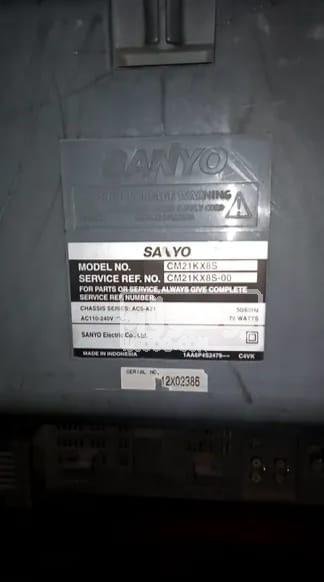 SANYO
SANYO
MODEL NO. CM21KX8S
SERVICE REF. NO. CM21KX8S-00
FOR PARTS OR SERVICE, ALWAYS GIVE COMPLETE
SERVICE REF. NUMBER.
CHASSIS SERIES: AC5-A21 50/60Hz
AC110-240V WATTS
SANYO Electric Co., Ltd.
MADE IN INDONESIA 1AA6P4S2479 C4VK
SERIAL NO.
12X02386